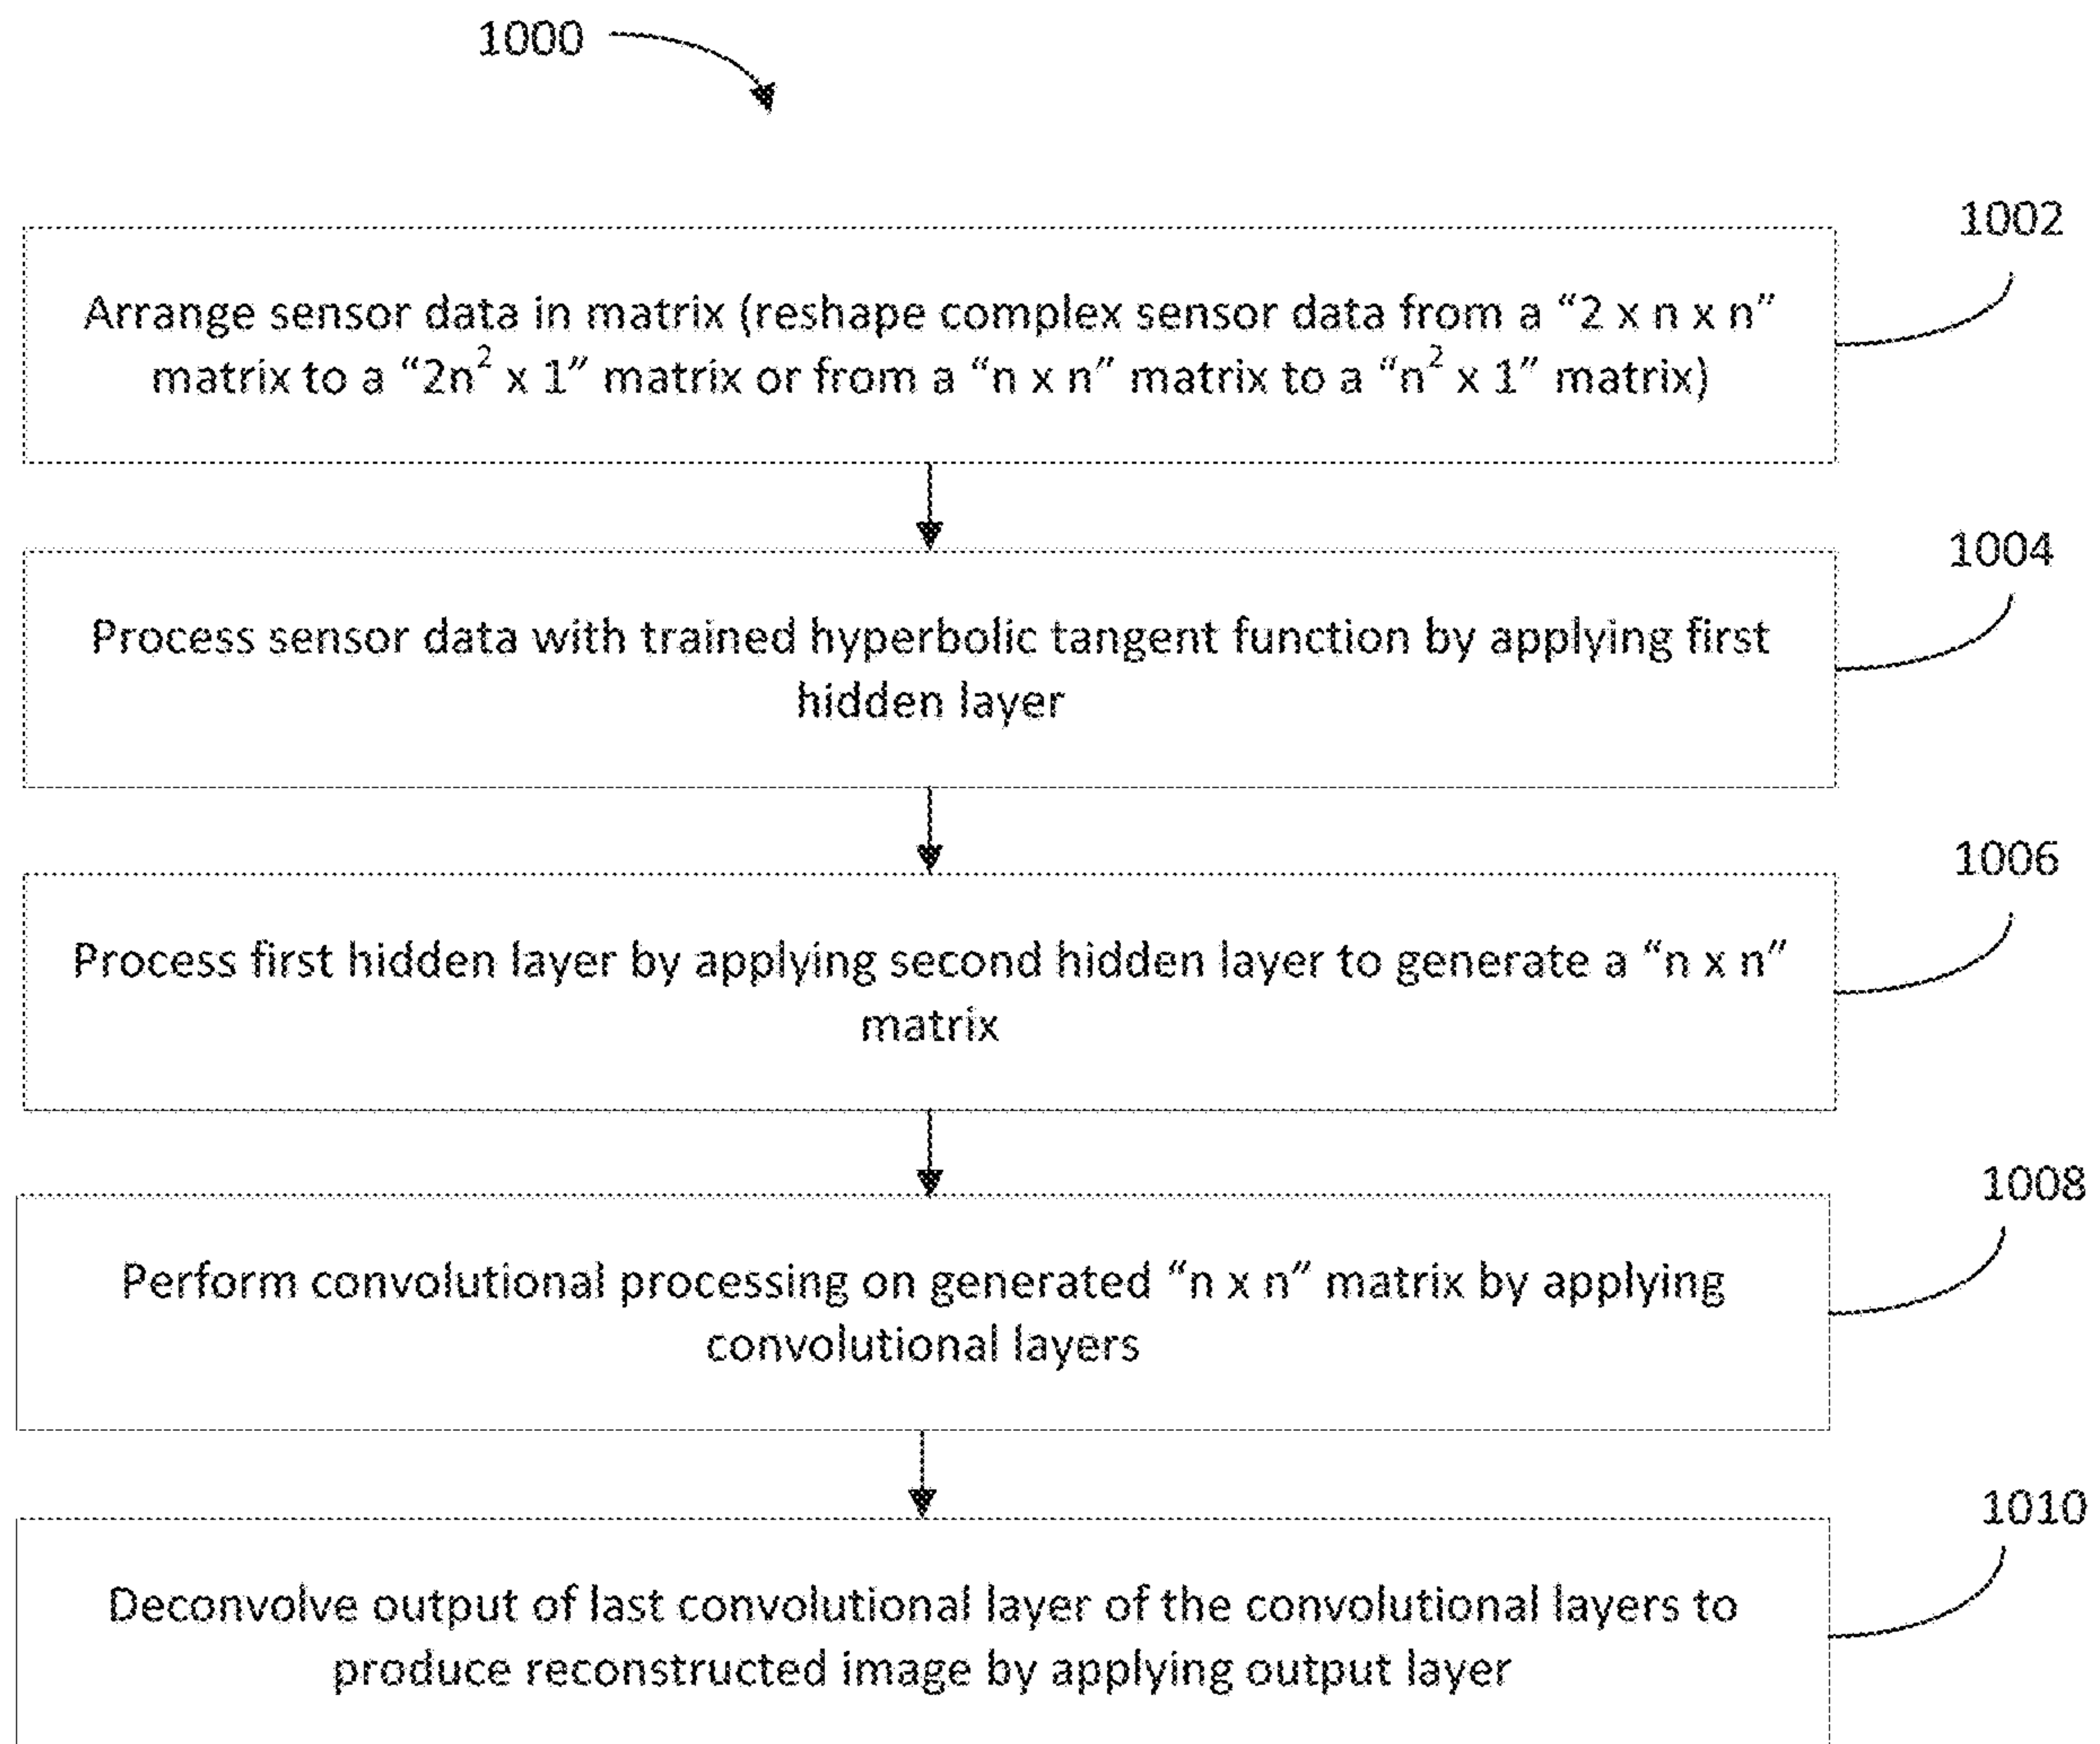 1000
1002
Arrange sensor data in matrix (reshape complex sensor data from a “2 x n x n”
matrix to a “2n² x 1” matrix or from a “n x n” matrix to a “n² x 1” matrix)
1004
Process sensor data with trained hyperbolic tangent function by applying first
hidden layer
1006
Process first hidden layer by applying second hidden layer to generate a “n x n”
matrix
1008
Perform convolutional processing on generated “n x n” matrix by applying
convolutional layers
1010
Deconvolve output of last convolutional layer of the convolutional layers to
produce reconstructed image by applying output layer